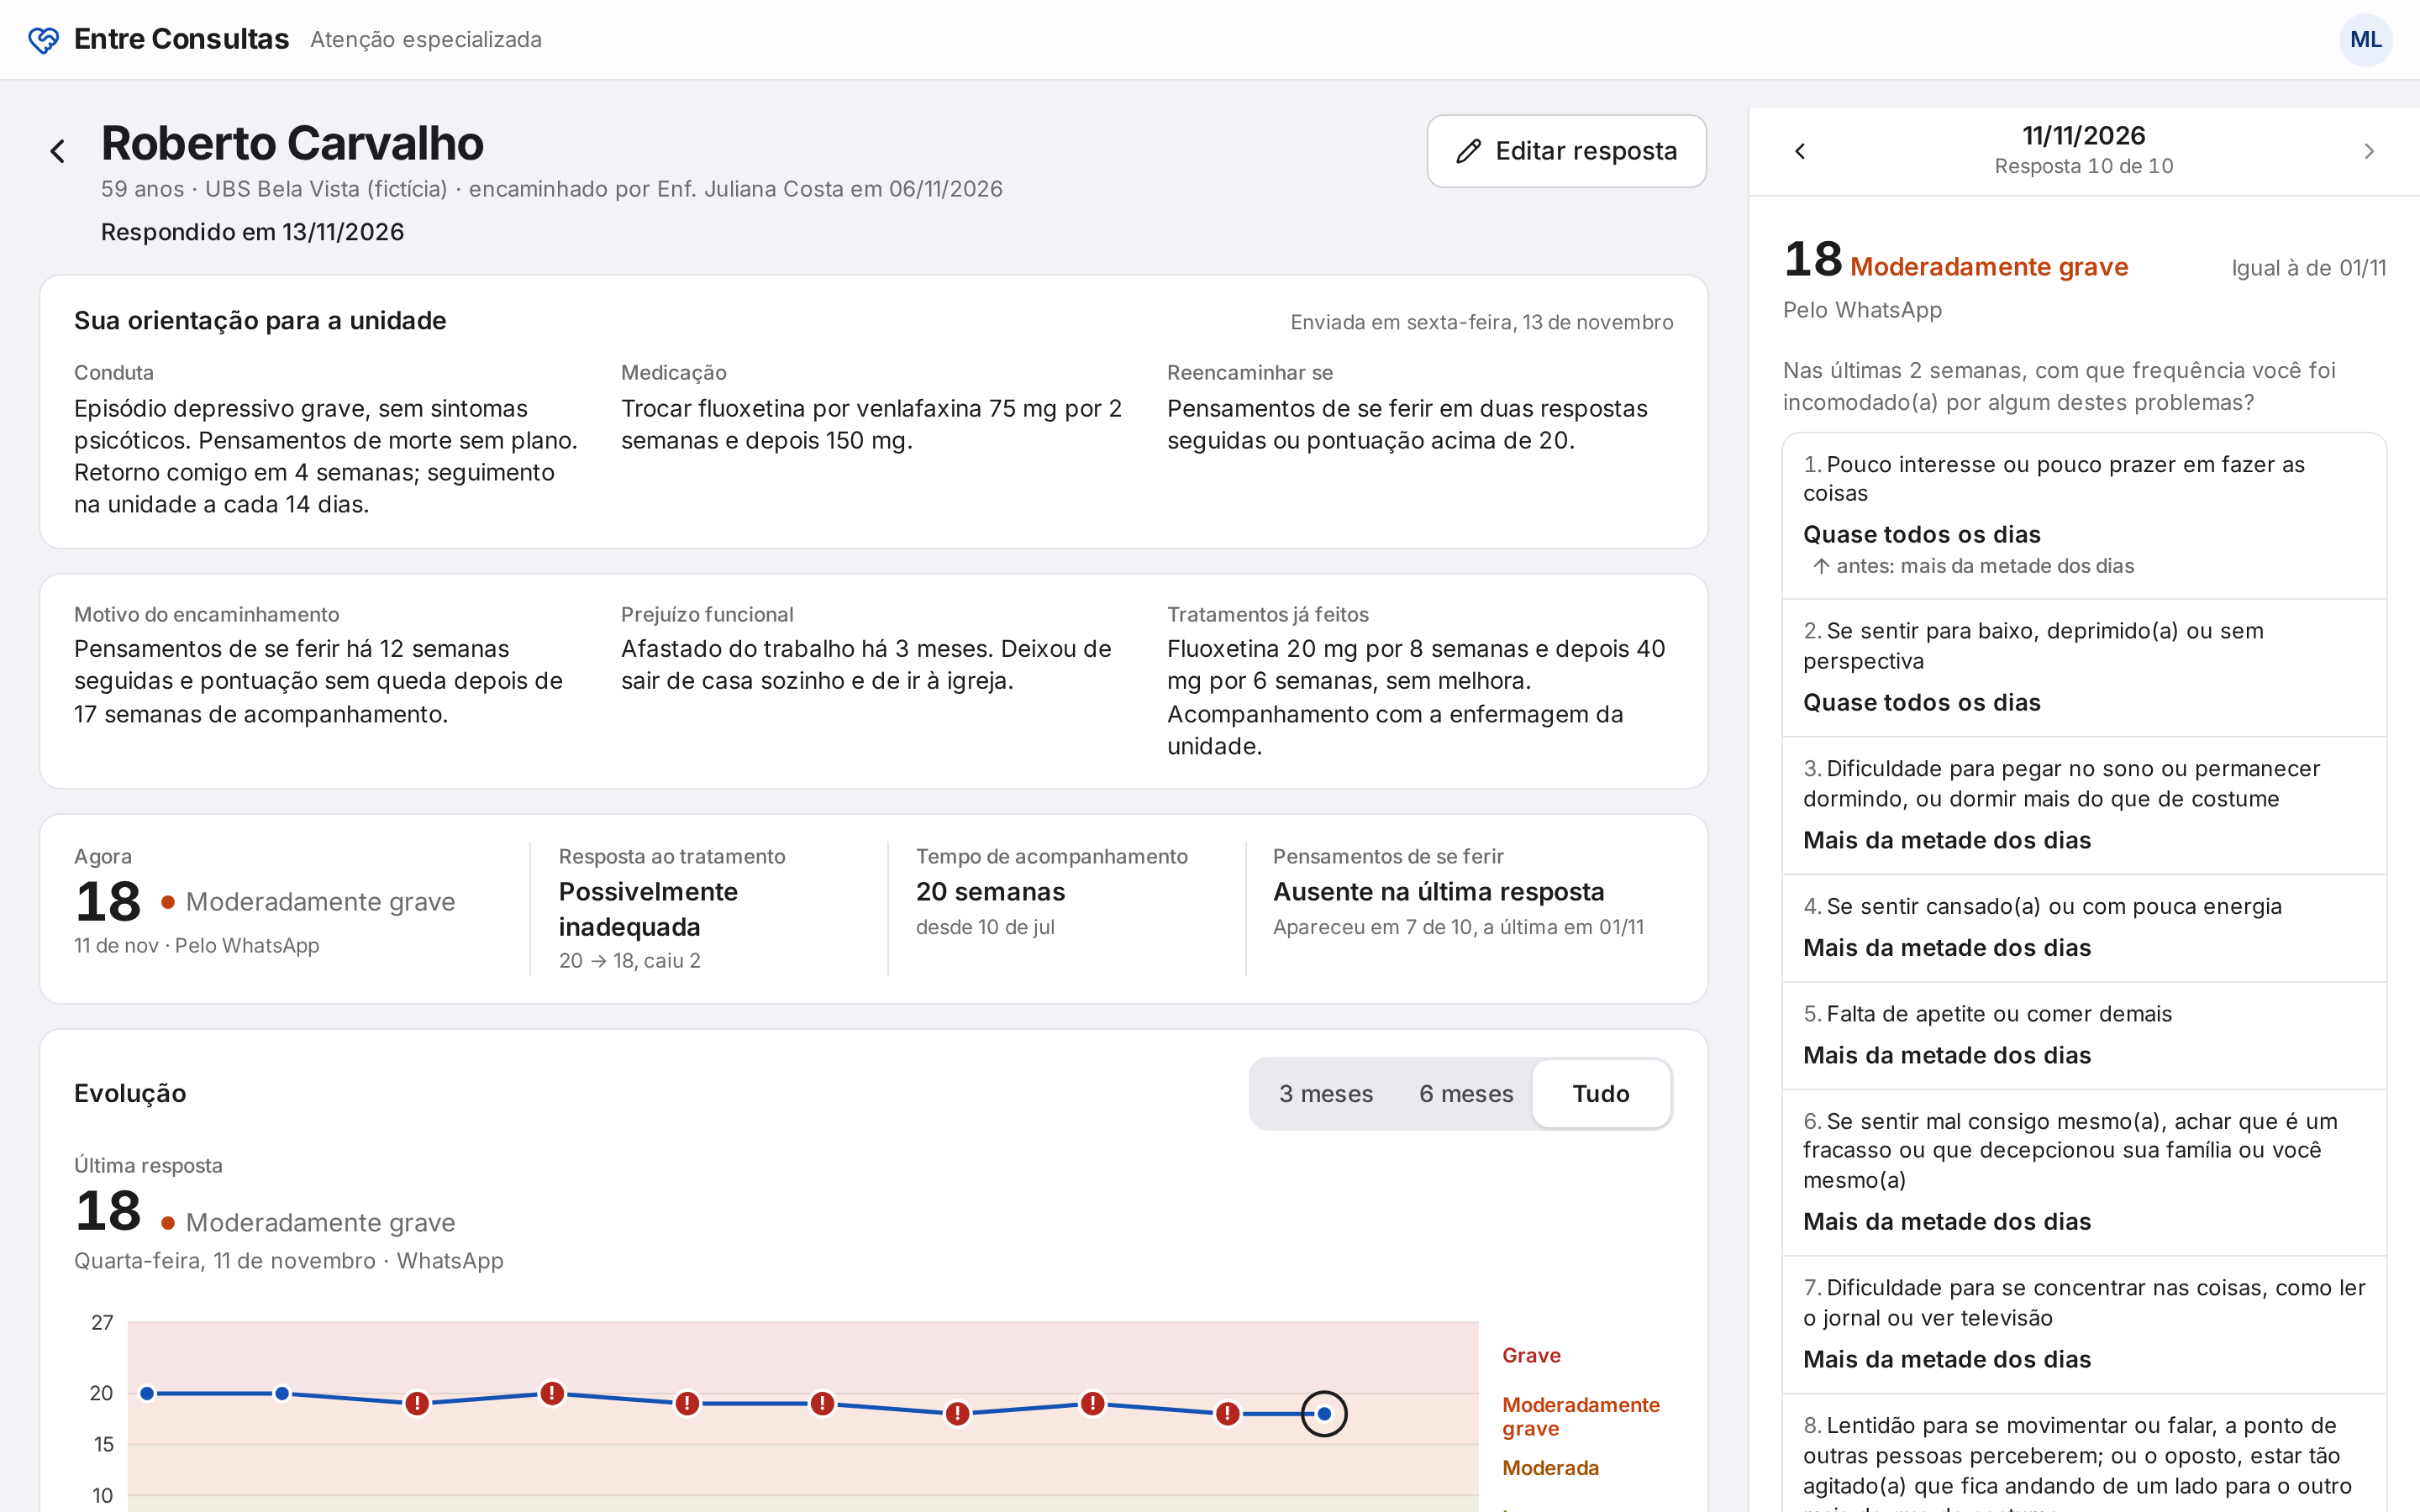 Entre Consultas Atenção especializada
ML
Roberto Carvalho
59 anos · UBS Bela Vista (fictícia) · encaminhado por Enf. Juliana Costa em 06/11/2026
Respondido em 13/11/2026
Editar resposta
Sua orientação para a unidade
Enviada em sexta-feira, 13 de novembro
Conduta
Episódio depressivo grave, sem sintomas
psicóticos. Pensamentos de morte sem plano.
Retorno comigo em 4 semanas; seguimento
na unidade a cada 14 dias.
Medicação
Trocar fluoxetina por venlafaxina 75 mg por 2
semanas e depois 150 mg.
Reencaminhar se
Pensamentos de se ferir em duas respostas
seguidas ou pontuação acima de 20.
Motivo do encaminhamento
Pensamentos de se ferir há 12 semanas
seguidas e pontuação sem queda depois de
17 semanas de acompanhamento.
Prejuízo funcional
Afastado do trabalho há 3 meses. Deixou de
sair de casa sozinho e de ir à igreja.
Tratamentos já feitos
Fluoxetina 20 mg por 8 semanas e depois 40
mg por 6 semanas, sem melhora.
Acompanhamento com a enfermagem da
unidade.
Agora
18 Moderadamente grave
11 de nov · Pelo WhatsApp
Resposta ao tratamento
Possivelmente
inadequada
20 → 18, caiu 2
Tempo de acompanhamento
20 semanas
desde 10 de jul
Pensamentos de se ferir
Ausente na última resposta
Apareceu em 7 de 10, a última em 01/11
Evolução
3 meses 6 meses Tudo
Última resposta
18 Moderadamente grave
Quarta-feira, 11 de novembro · WhatsApp
27
20
15
10
Grave
Moderadamente
grave
Moderada
11/11/2026
Resposta 10 de 10
18 Moderadamente grave
Igual à de 01/11
Pelo WhatsApp
Nas últimas 2 semanas, com que frequência você foi
incomodado(a) por algum destes problemas?
1. Pouco interesse ou pouco prazer em fazer as
coisas
Quase todos os dias
↑ antes: mais da metade dos dias
2. Se sentir para baixo, deprimido(a) ou sem
perspectiva
Quase todos os dias
3. Dificuldade para pegar no sono ou permanecer
dormindo, ou dormir mais do que de costume
Mais da metade dos dias
4. Se sentir cansado(a) ou com pouca energia
Mais da metade dos dias
5. Falta de apetite ou comer demais
Mais da metade dos dias
6. Se sentir mal consigo mesmo(a), achar que é um
fracasso ou que decepcionou sua família ou você
mesmo(a)
Mais da metade dos dias
7. Dificuldade para se concentrar nas coisas, como ler
o jornal ou ver televisão
Mais da metade dos dias
8. Lentidão para se movimentar ou falar, a ponto de
outras pessoas perceberem; ou o oposto, estar tão
agitado(a) que fica andando de um lado para o outro